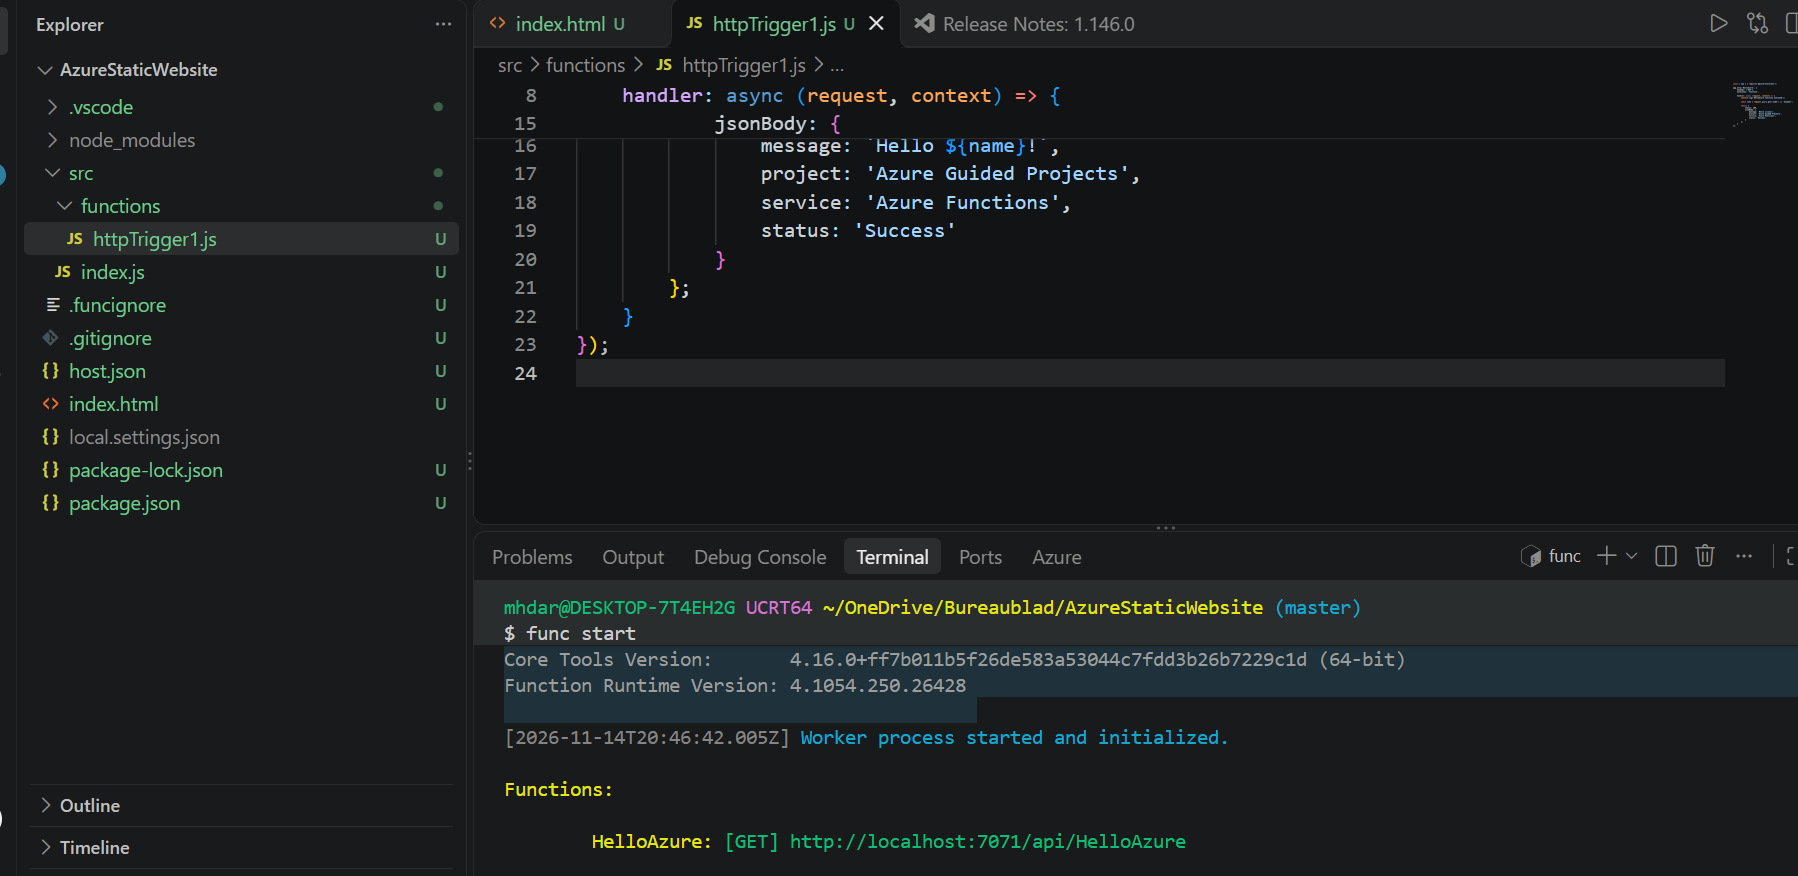 Explorer
AzureStaticWebsite
.vscode
node_modules
src
functions
JS httpTrigger1.js U
JS index.js U
.funcignore U
.gitignore U
{} host.json U
<> index.html U
{} local.settings.json
{} package-lock.json U
{} package.json U
Outline
Timeline
<> index.html U
JS httpTrigger1.js U
Release Notes: 1.146.0
src > functions > JS httpTrigger1.js > ...
8 handler: async (request, context) => {
15 jsonBody: {
16 message: `Hello ${name}!`,
17 project: 'Azure Guided Projects',
18 service: 'Azure Functions',
19 status: 'Success'
20 }
21 };
22 }
23 });
24
Problems Output Debug Console Terminal Ports Azure func
mhdar@DESKTOP-7T4EH2G UCRT64 ~/OneDrive/Bureaublad/AzureStaticWebsite (master)
$ func start
Core Tools Version: 4.16.0+ff7b011b5f26de583a53044c7fdd3b26b7229c1d (64-bit)
Function Runtime Version: 4.1054.250.26428
[2026-11-14T20:46:42.005Z] Worker process started and initialized.
Functions:
HelloAzure: [GET] http://localhost:7071/api/HelloAzure